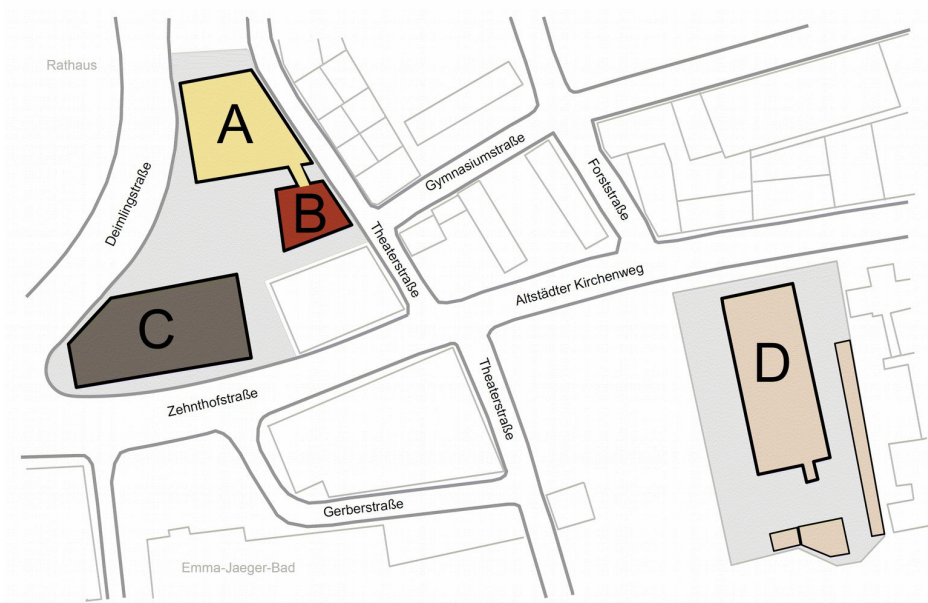 Rathaus
A
Deimlingstraße
B
Gymnasiumstraße
Forststraße
Theaterstraße
Altstädter Kirchenweg
C
D
Zehnthofstraße
Theaterstraße
Gerberstraße
Emma-Jaeger-Bad